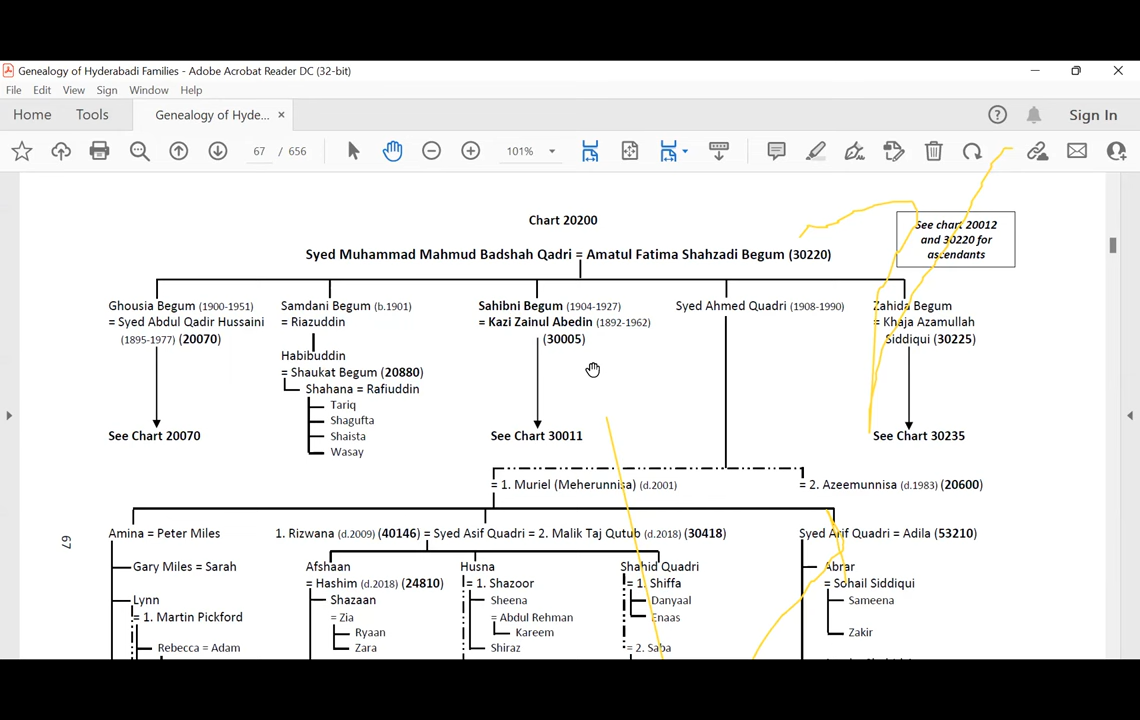 Genealogy of Hyderabadi Families - Adobe Acrobat Reader DC (32-bit)
File Edit View Sign Window Help
Home Tools Genealogy of Hyde... × Sign In
67 / 656 101%
Chart 20200
See chart 20012
and 30220 for
ascendants
Syed Muhammad Mahmud Badshah Qadri = Amatul Fatima Shahzadi Begum (30220)
Ghousia Begum (1900-1951)
= Syed Abdul Qadir Hussaini
(1895-1977) (20070)
See Chart 20070
Samdani Begum (b.1901)
= Riazuddin
Habibuddin
= Shaukat Begum (20880)
Shahana = Rafiuddin
Tariq
Shagufta
Shaista
Wasay
Sahibni Begum (1904-1927)
= Kazi Zainul Abedin (1892-1962)
(30005)
See Chart 30011
Syed Ahmed Quadri (1908-1990)
Zahida Begum
= Khaja Azamullah
Siddiqui (30225)
See Chart 30235
= 1. Muriel (Meherunnisa) (d.2001)
= 2. Azeemunnisa (d.1983) (20600)
67
Amina = Peter Miles
Gary Miles = Sarah
Lynn
= 1. Martin Pickford
Rebecca = Adam
1. Rizwana (d.2009) (40146) = Syed Asif Quadri = 2. Malik Taj Qutub (d.2018) (30418)
Afshaan
= Hashim (d.2018) (24810)
Shazaan
= Zia
Ryaan
Zara
Husna
= 1. Shazoor
Sheena
= Abdul Rehman
Kareem
Shiraz
Shahid Quadri
= 1. Shiffa
Danyaal
Enaas
= 2. Saba
Syed Arif Quadri = Adila (53210)
Abrar
= Sohail Siddiqui
Sameena
Zakir